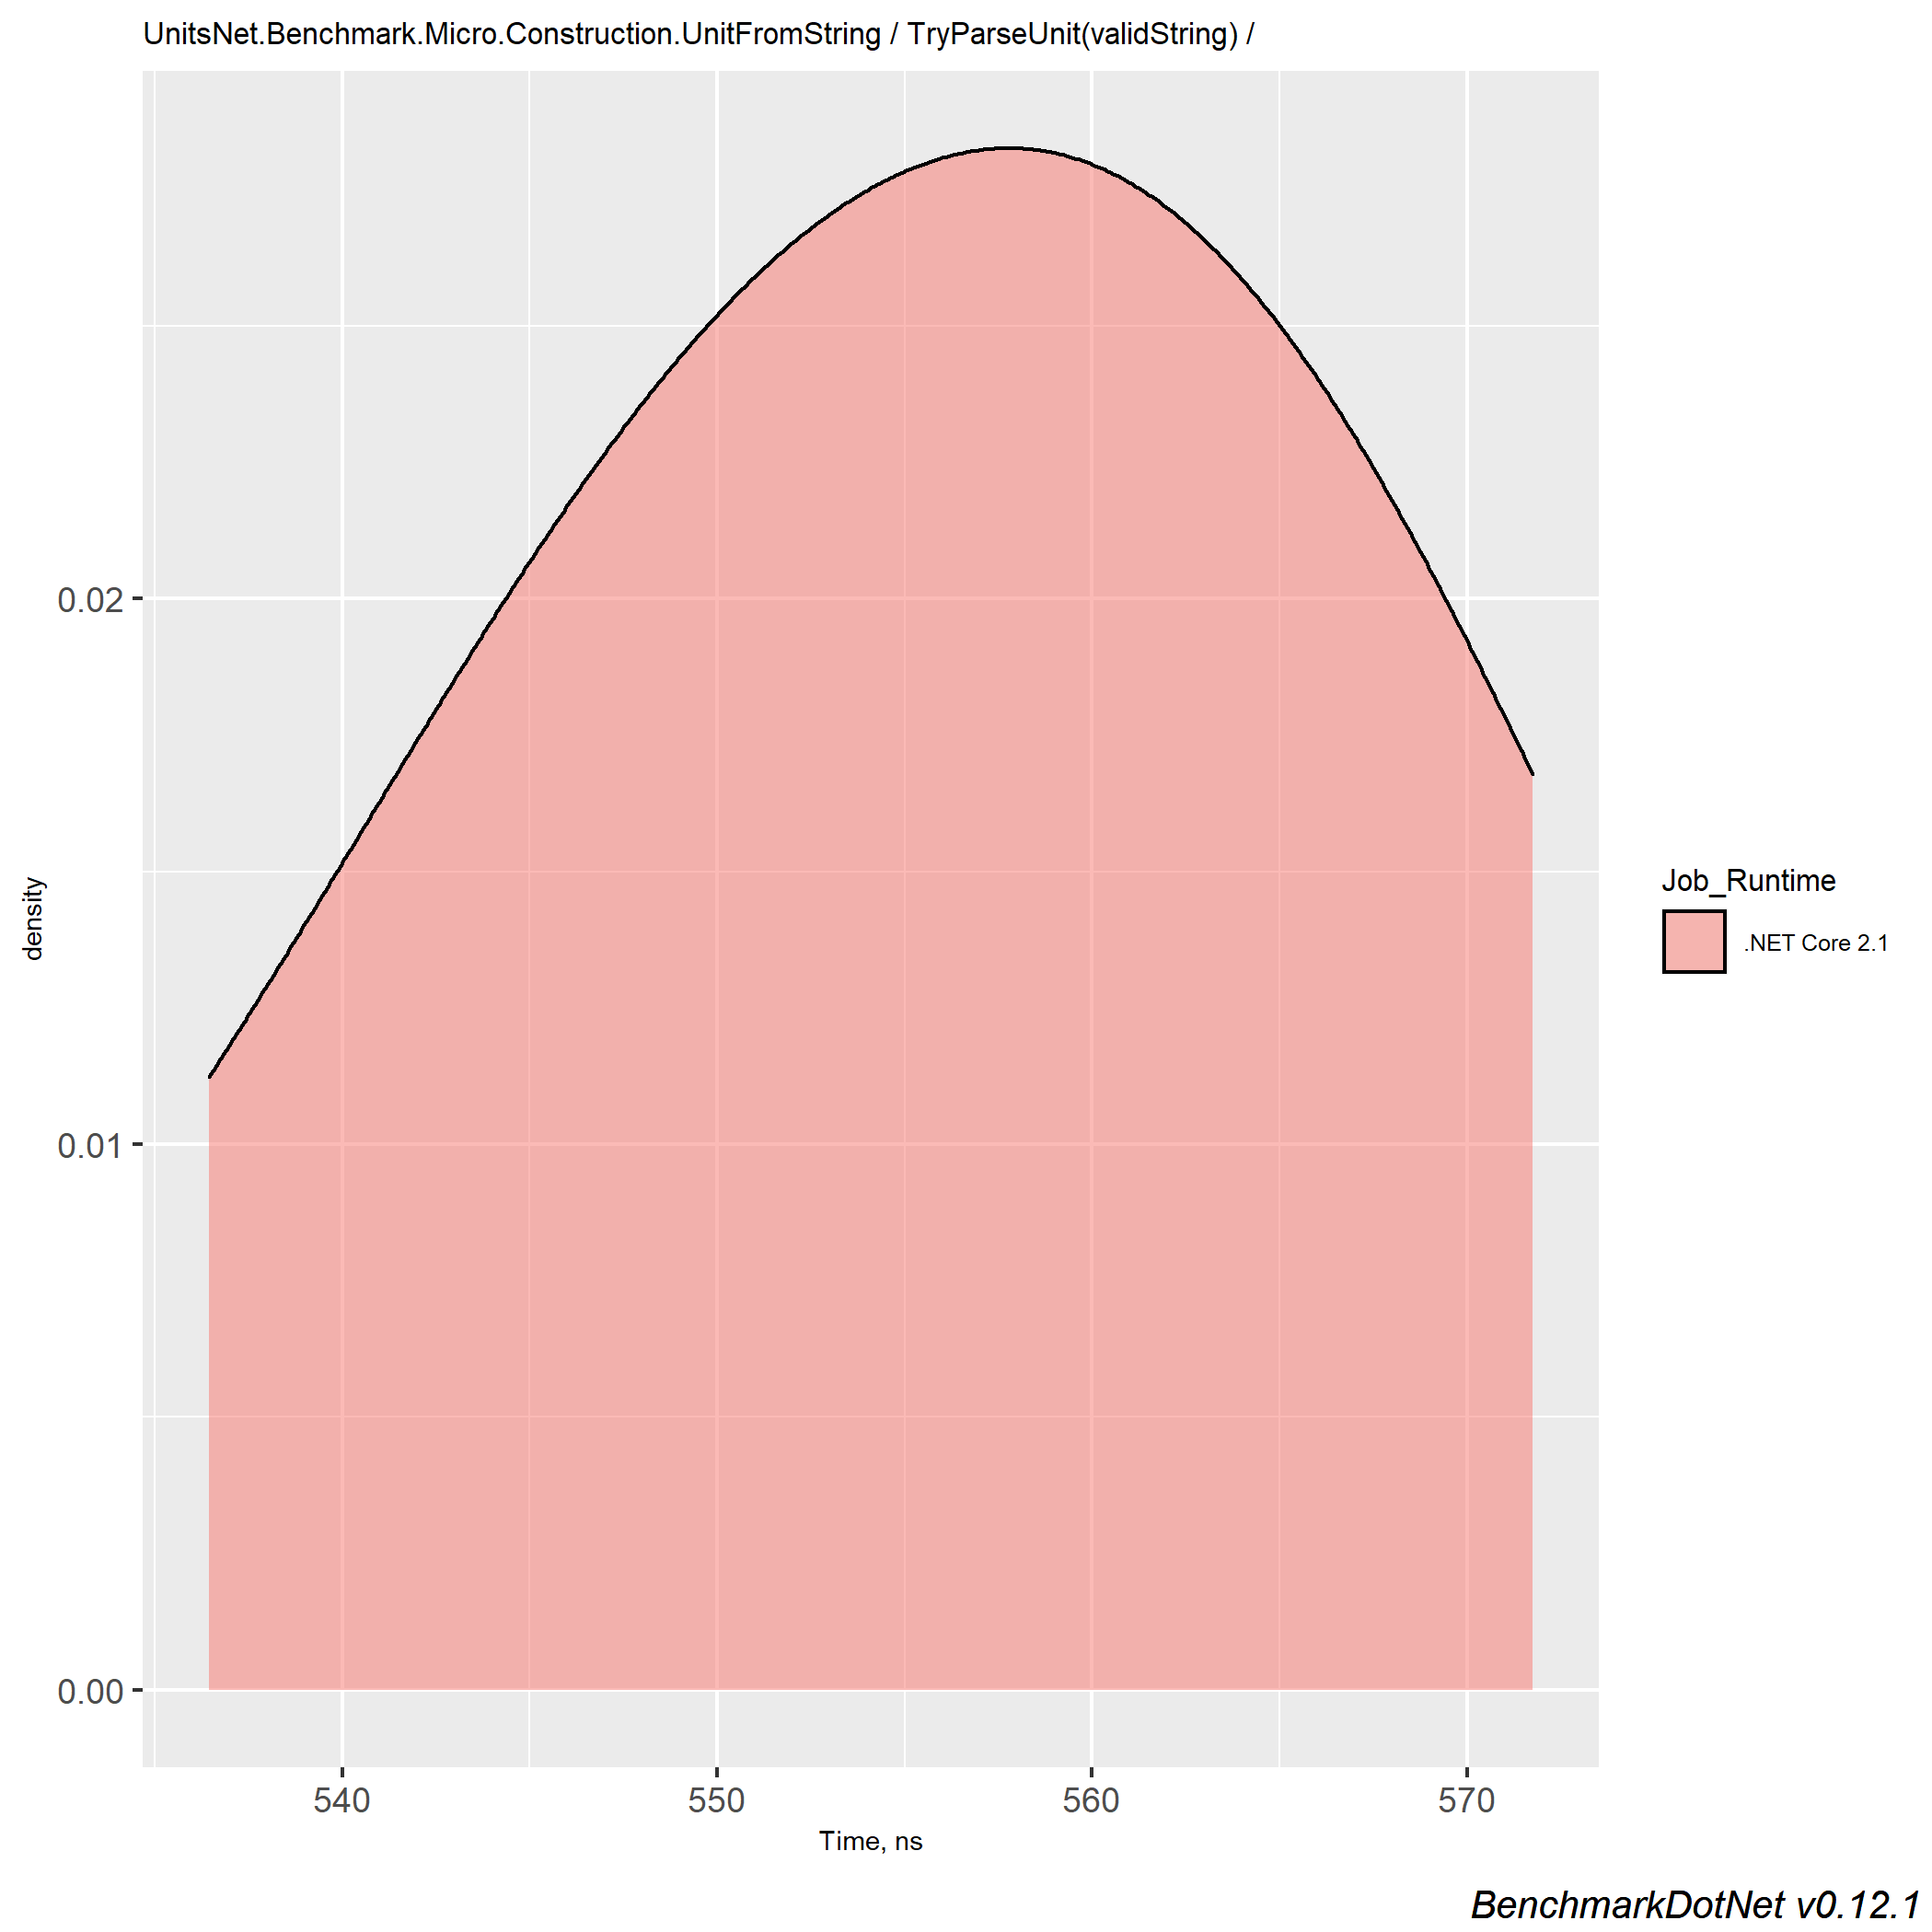 UnitsNet.Benchmark.Micro.Construction.UnitFromString / TryParseUnit(validString) /
density
0.02
0.01
0.00
540 550 560 570
Time, ns
Job_Runtime
.NET Core 2.1
BenchmarkDotNet v0.12.1